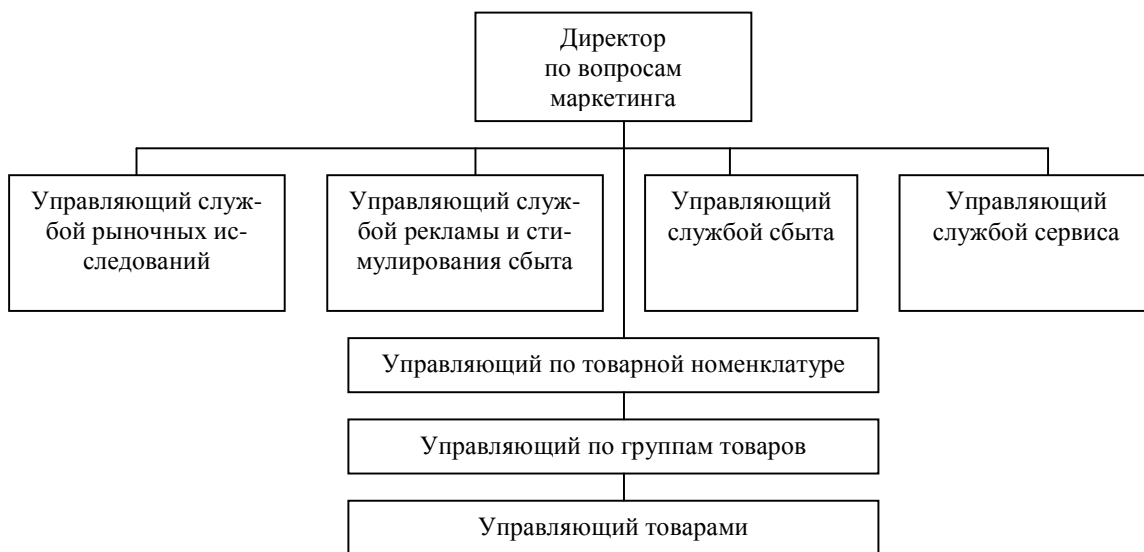 Директор
по вопросам
маркетинга
Управляющий служ-
бой рыночных ис-
следований
Управляющий служ-
бой рекламы и сти-
мулирования сбыта
Управляющий
службой сбыта
Управляющий
службой сервиса
Управляющий по товарной номенклатуре
Управляющий по группам товаров
Управляющий товарами